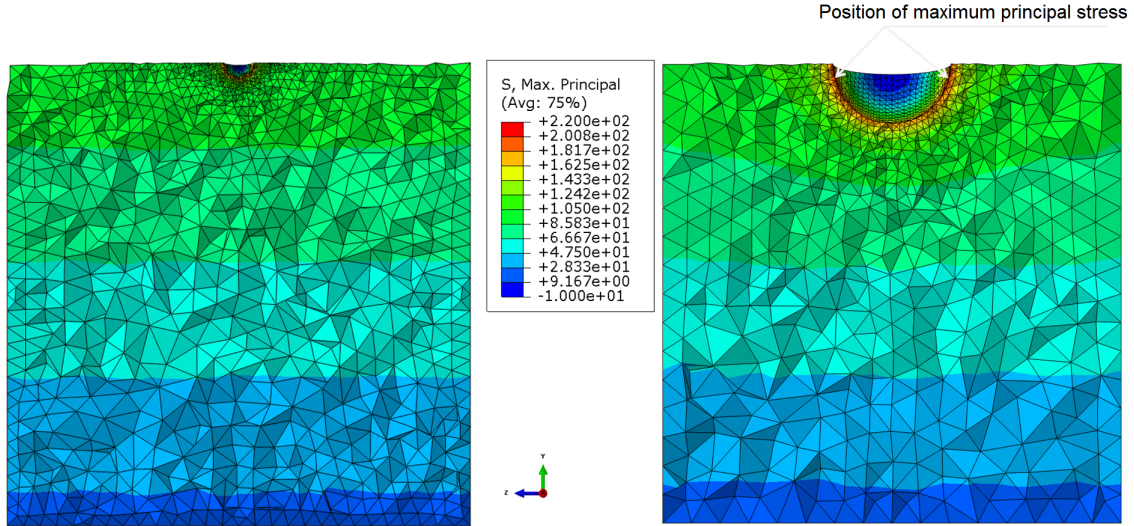 Position of maximum principal stress
S, Max. Principal
(Avg: 75%)
+2.200e+02
+2.008e+02
+1.817e+02
+1.625e+02
+1.433e+02
+1.242e+02
+1.050e+02
+8.583e+01
+6.667e+01
+4.750e+01
+2.833e+01
+9.167e+00
-1.000e+01
Y
Z